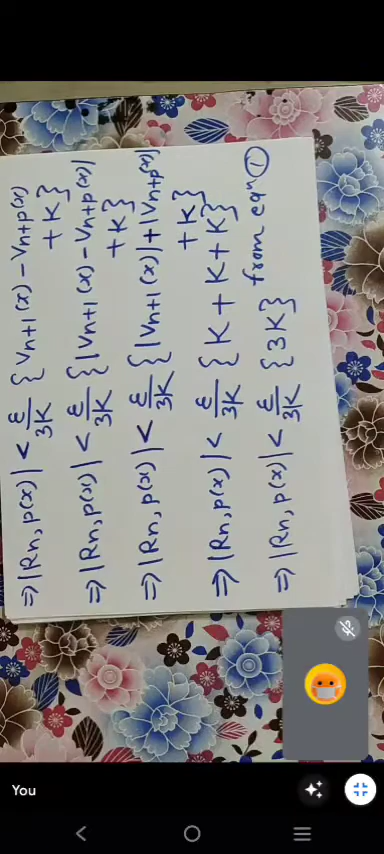 ⇒ |Rn, p(x)| < ε/3K { Vn+1 (x) - Vn+p(x)
+ K }
⇒ |Rn, p(x)| < ε/3K { |Vn+1 (x) - Vn+p(x)|
+ K }
⇒ |Rn, p(x)| < ε/3K { |Vn+1 (x)| + |Vn+p(x)|
+ K }
⇒ |Rn, p(x)| < ε/3K { K + K + K }
⇒ |Rn, p(x)| < ε/3K { 3K } from eqn ①
You